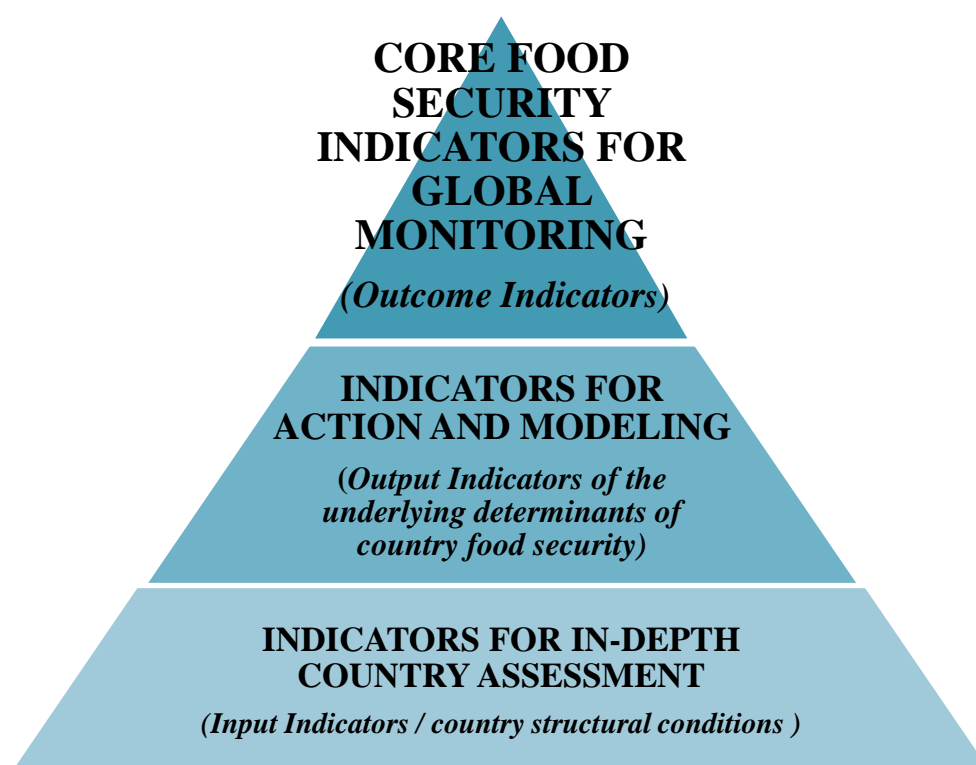 CORE FOOD
SECURITY
INDICATORS FOR
GLOBAL
MONITORING
(Outcome Indicators)
INDICATORS FOR
ACTION AND MODELING
(Output Indicators of the
underlying determinants of
country food security)
INDICATORS FOR IN-DEPTH
COUNTRY ASSESSMENT
(Input Indicators / country structural conditions )